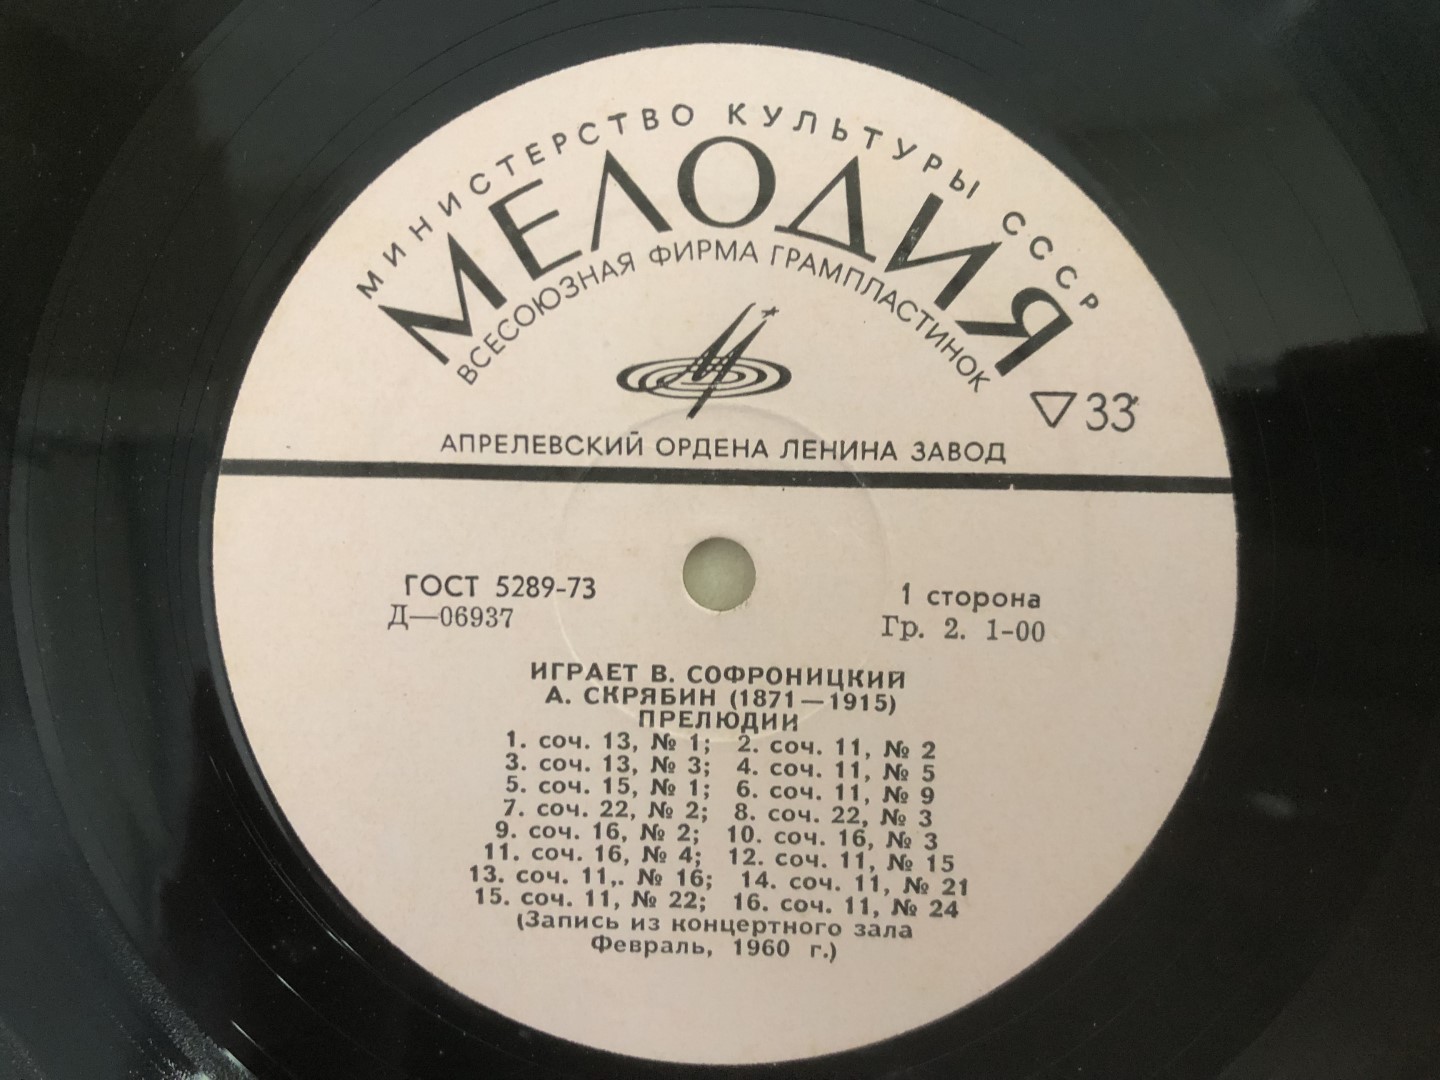 МИНИСТЕРСТВО КУЛЬТУРЫ СССР
МЕЛОДИЯ
ВСЕСОЮЗНАЯ ФИРМА ГРАМПЛАСТИНОК
33
АПРЕЛЕВСКИЙ ОРДЕНА ЛЕНИНА ЗАВОД
ГОСТ 5289-73
Д—06937
1 сторона
Гр. 2. 1-00
ИГРАЕТ В. СОФРОНИЦКИЙ
А. СКРЯБИН (1871—1915)
ПРЕЛЮДИИ
1. соч. 13, № 1; 2. соч. 11, № 2
3. соч. 13, № 3; 4. соч. 11, № 5
5. соч. 15, № 1; 6. соч. 11, № 9
7. соч. 22, № 2; 8. соч. 22, № 3
9. соч. 16, № 2; 10. соч. 16, № 3
11. соч. 16, № 4; 12. соч. 11, № 15
13. соч. 11,. № 16; 14. соч. 11, № 21
15. соч. 11, № 22; 16. соч. 11, № 24
(Запись из концертного зала
Февраль, 1960 г.)